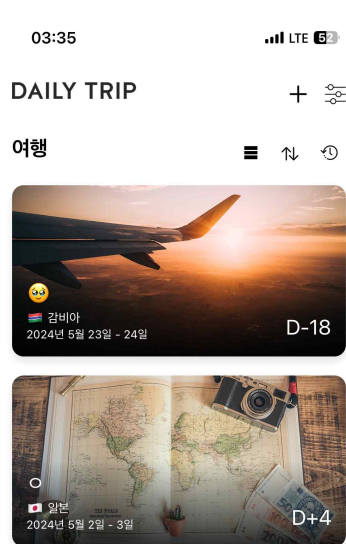 03:35
LTE 52
DAILY TRIP
여행
🥹
🇬🇲 감비아
2024년 5월 23일 - 24일
D-18
ㅇ
🇯🇵 일본
2024년 5월 2일 - 3일
D+4